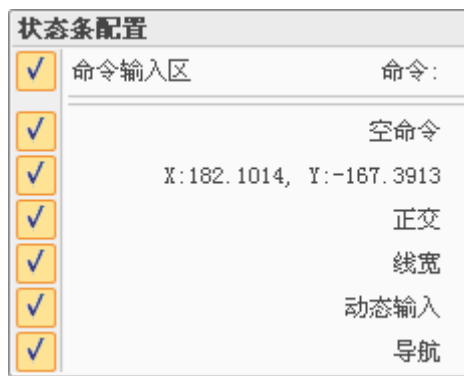 状态条配置
命令输入区 命令:
空命令
X:182.1014, Y:-167.3913
正交
线宽
动态输入
导航